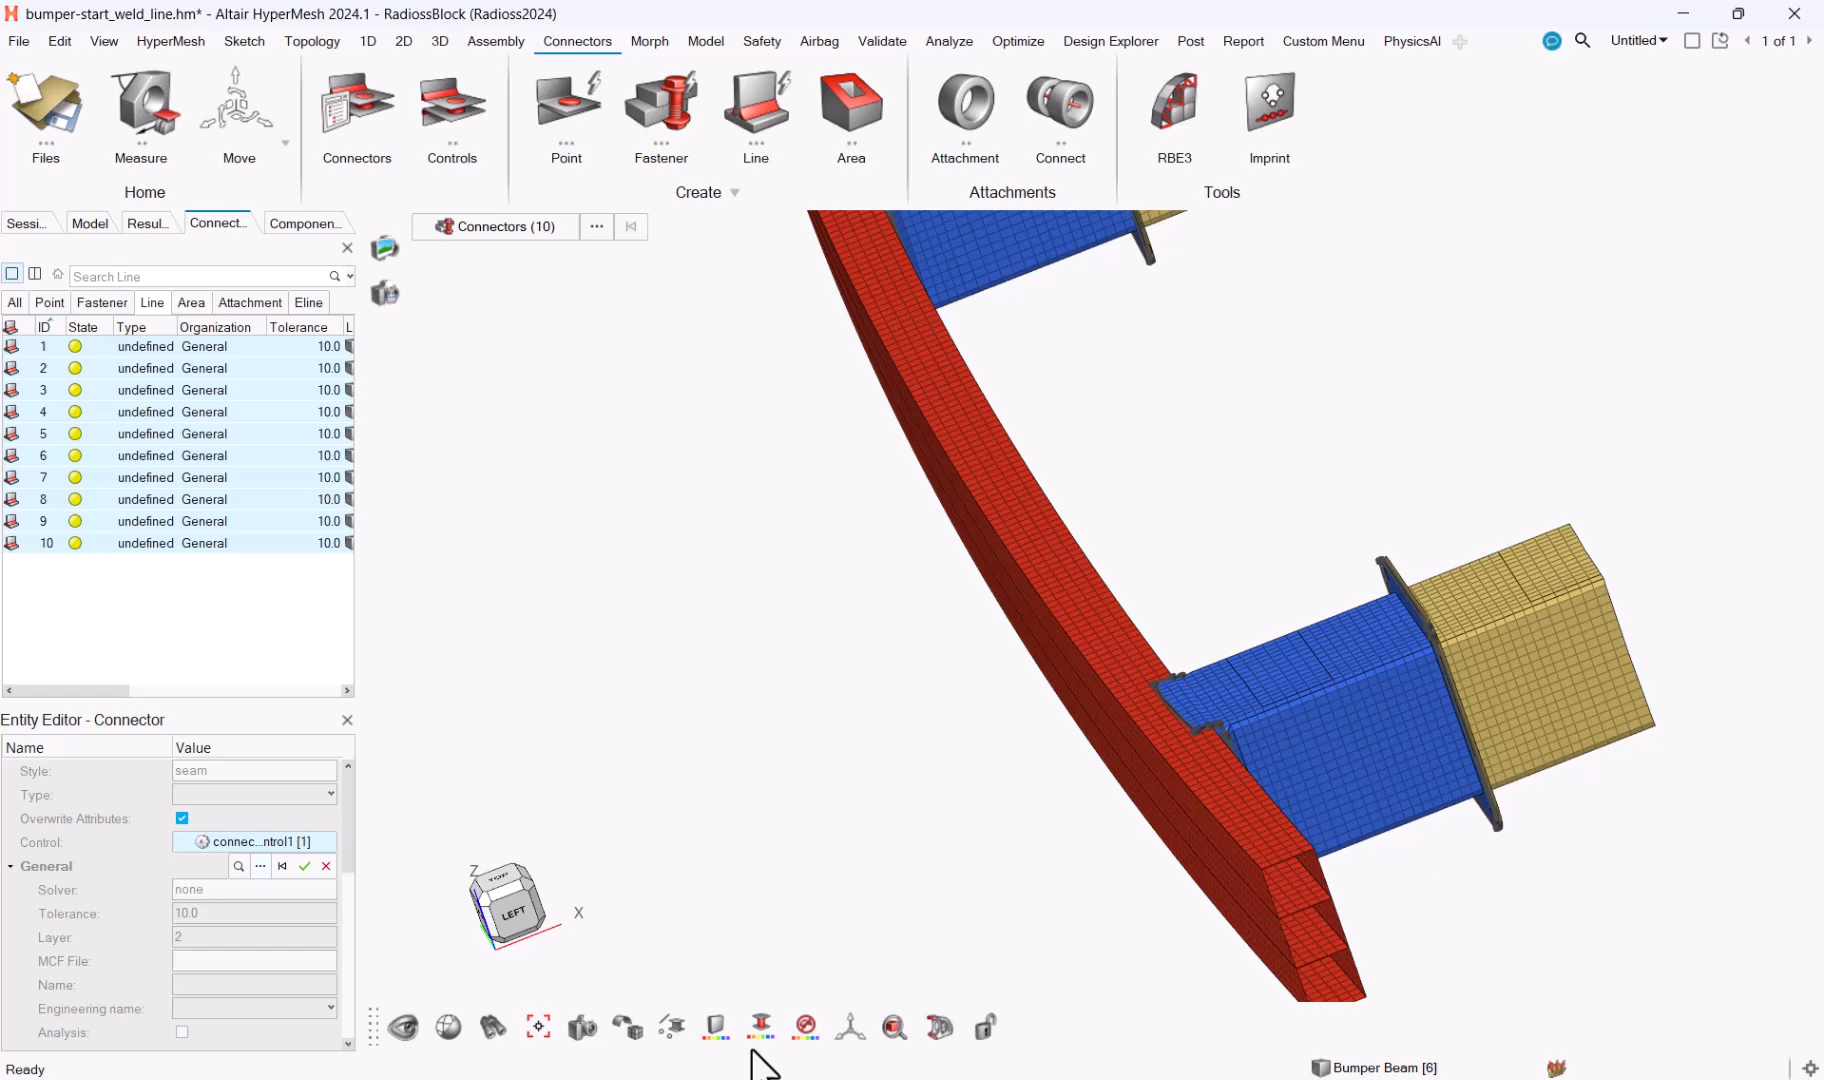 bumper-start_weld_line.hm* - Altair HyperMesh 2024.1 - RadiossBlock (Radioss2024)
File Edit View HyperMesh Sketch Topology 1D 2D 3D Assembly Connectors Morph Model Safety Airbag Validate Analyze Optimize Design Explorer Post Report Custom Menu PhysicsAI Untitled 1 of 1
Files Measure Move Connectors Controls Point Fastener Line Area Attachment Connect RBE3 Imprint
Home Create Attachments Tools
Sessi... Model Resul... Connect... Componen...
Connectors (10)
Search Line
All Point Fastener Line Area Attachment Eline
ID State Type Organization Tolerance L
1 undefined General 10.0
2 undefined General 10.0
3 undefined General 10.0
4 undefined General 10.0
5 undefined General 10.0
6 undefined General 10.0
7 undefined General 10.0
8 undefined General 10.0
9 undefined General 10.0
10 undefined General 10.0
Entity Editor - Connector
Name Value
Style: seam
Type:
Overwrite Attributes:
Control: connec...ntrol1 [1]
General
Solver: none
Tolerance: 10.0
Layer: 2
MCF File:
Name:
Engineering name:
Analysis:
Z
TOP
LEFT
X
Ready
Bumper Beam [6]